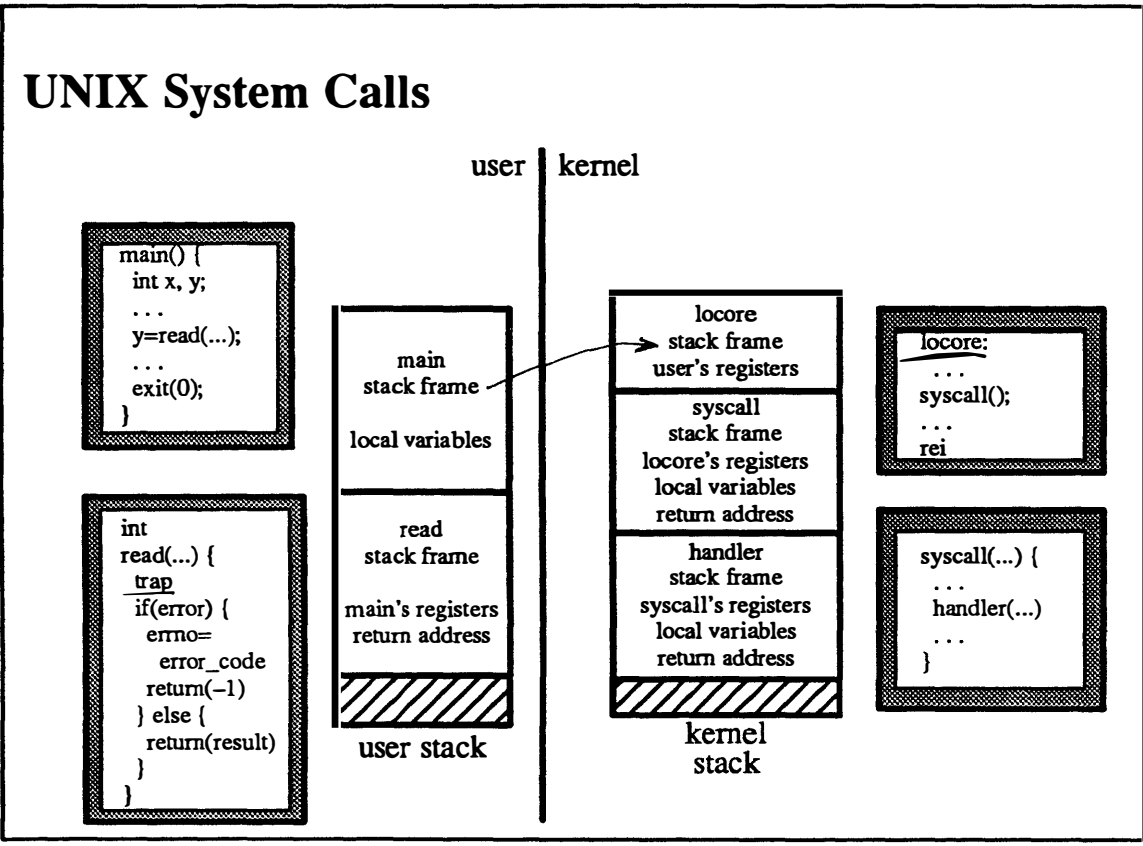 UNIX System Calls
user
kernel
main() {
int x, y;
. . .
y=read(...);
. . .
exit(0);
}
int
read(...) {
trap
if(error) {
errno=
error_code
return(–1)
} else {
return(result)
}
}
main
stack frame
local variables
read
stack frame
main's registers
return address
user stack
locore
stack frame
user's registers
syscall
stack frame
locore's registers
local variables
return address
handler
stack frame
syscall's registers
local variables
return address
kernel
stack
locore:
. . .
syscall();
. . .
rei
syscall(...) {
. . .
handler(...)
. . .
}